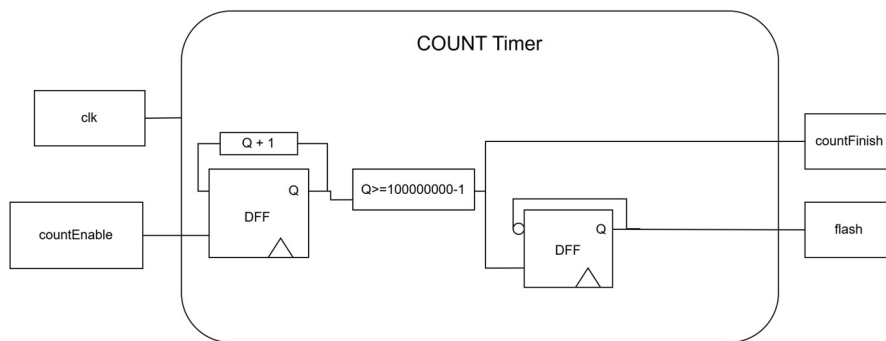 COUNT Timer
clk
Q + 1
countFinish
Q
Q>=100000000-1
DFF
countEnable
Q
flash
DFF